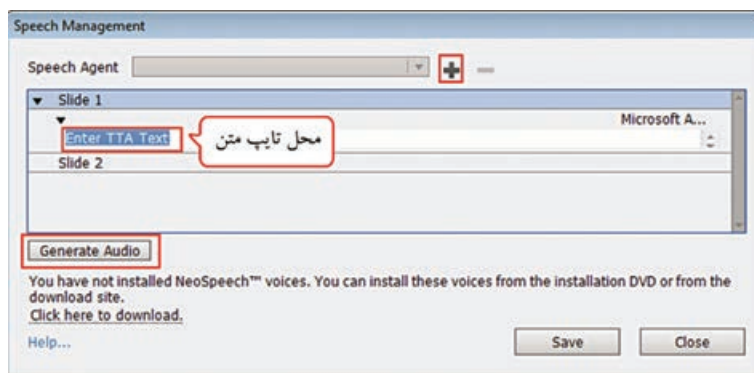 Speech Management
Speech Agent
Slide 1
Microsoft A...
Enter TTA Text
محل تایپ متن
Slide 2
Generate Audio
You have not installed NeoSpeech™ voices. You can install these voices from the installation DVD or from the
download site.
Click here to download.
Help...
Save
Close